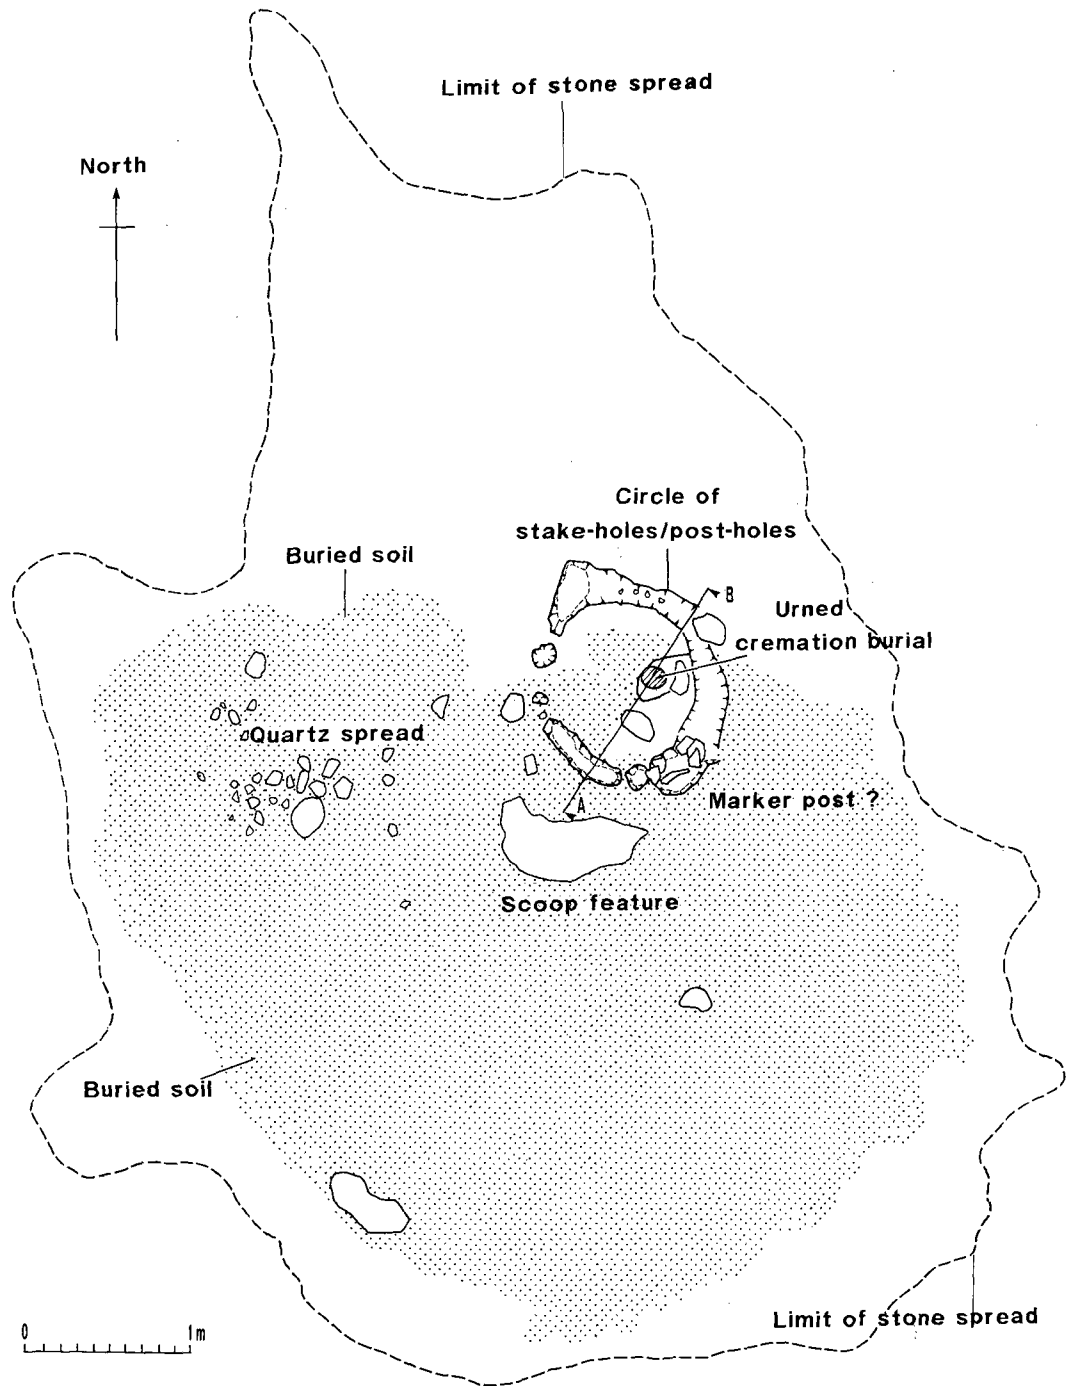 Limit of stone spread
North
Circle of
stake-holes/post-holes
Buried soil
B
Urned
cremation burial
Quartz spread
A
Marker post ?
Scoop feature
Buried soil
Limit of stone spread
0 1m